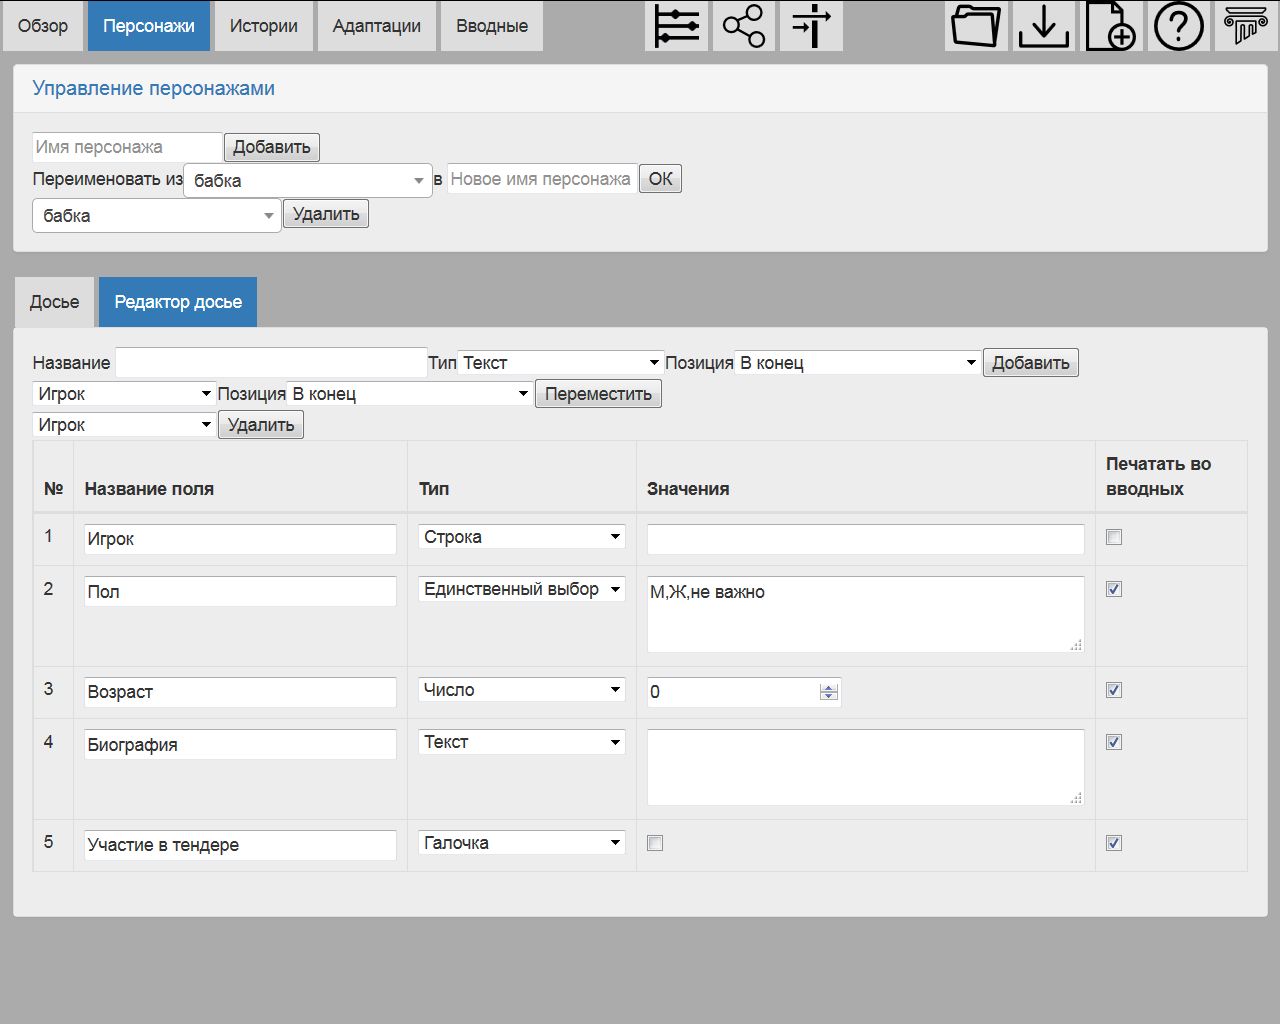 Обзор Персонажи Истории Адаптации Вводные
Управление персонажами
Имя персонажа Добавить
Переименовать из бабка в Новое имя персонажа ОК
бабка Удалить
Досье Редактор досье
Название Тип Текст Позиция В конец Добавить
Игрок Позиция В конец Переместить
Игрок Удалить
№ Название поля Тип Значения Печатать во вводных
1 Игрок Строка
2 Пол Единственный выбор М,Ж,не важно
3 Возраст Число 0
4 Биография Текст
5 Участие в тендере Галочка